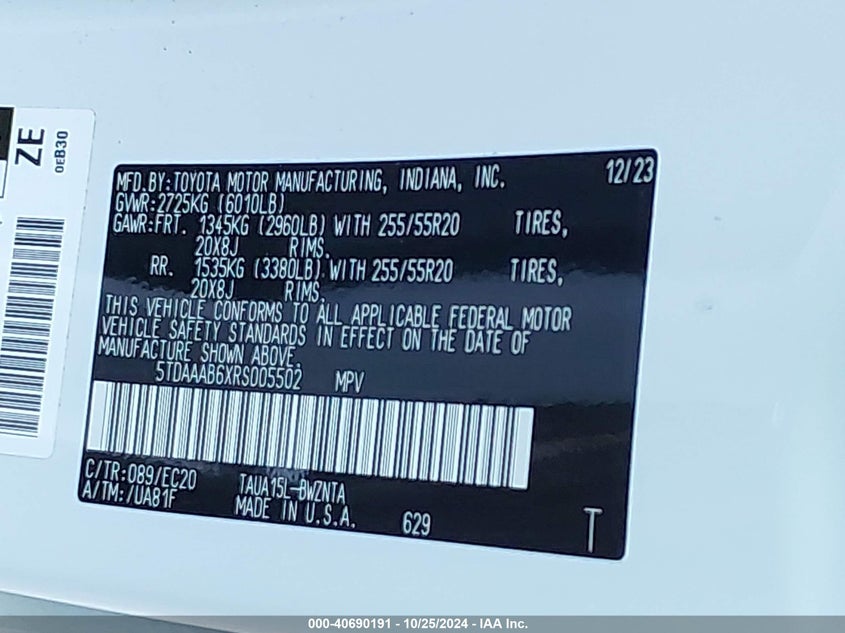 ZE
0EB30
MFD.BY:TOYOTA MOTOR MANUFACTURING, INDIANA, INC. 12/23
GVWR:2725KG (6010LB)
GAWR:FRT. 1345KG (2960LB) WITH 255/55R20 TIRES,
20X8J RIMS.
RR. 1535KG (3380LB) WITH 255/55R20 TIRES,
20X8J RIMS.
THIS VEHICLE CONFORMS TO ALL APPLICABLE FEDERAL MOTOR
VEHICLE SAFETY STANDARDS IN EFFECT ON THE DATE OF
MANUFACTURE SHOWN ABOVE.
5TDAAAB6XRS005502 MPV
C/TR:089/EC20 TAUA15L-BWZNTA
A/TM:/UA81F MADE IN U.S.A. 629 T
000-40690191 - 10/25/2024 - IAA Inc.